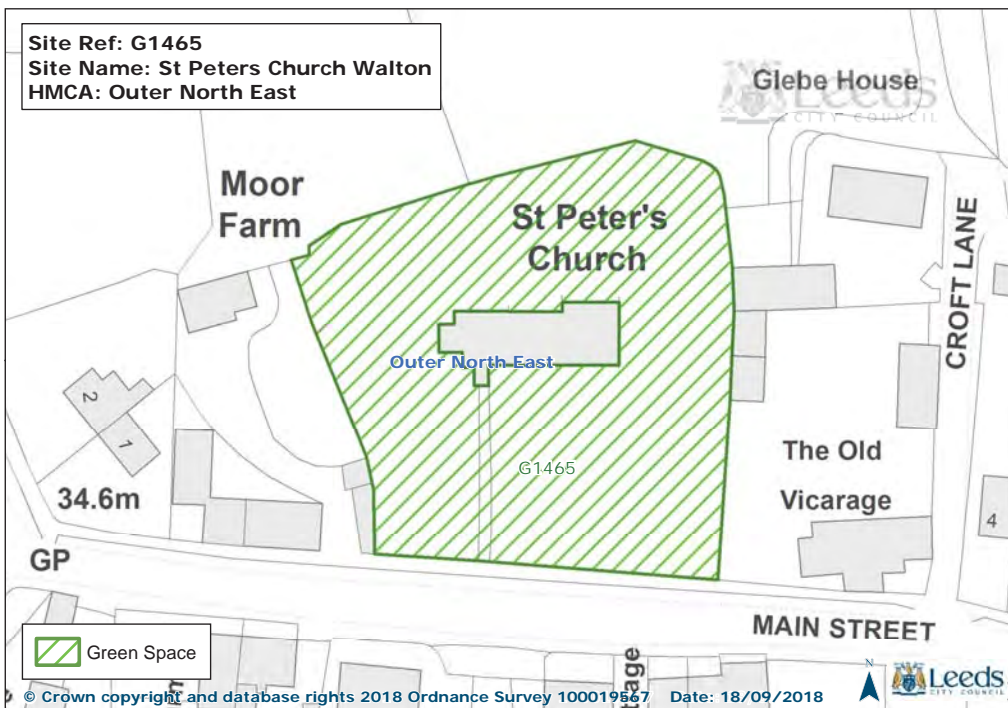 Site Ref: G1465
Site Name: St Peters Church Walton
HMCA: Outer North East
Glebe House
Leeds
CITY COUNCIL
Moor
Farm
St Peter's
Church
CROFT LANE
Outer North East
2
1
G1465
The Old
Vicarage
34.6m
4
GP
MAIN STREET
Green Space
© Crown copyright and database rights 2018 Ordnance Survey 100019567 Date: 18/09/2018
N
Leeds
CITY COUNCIL